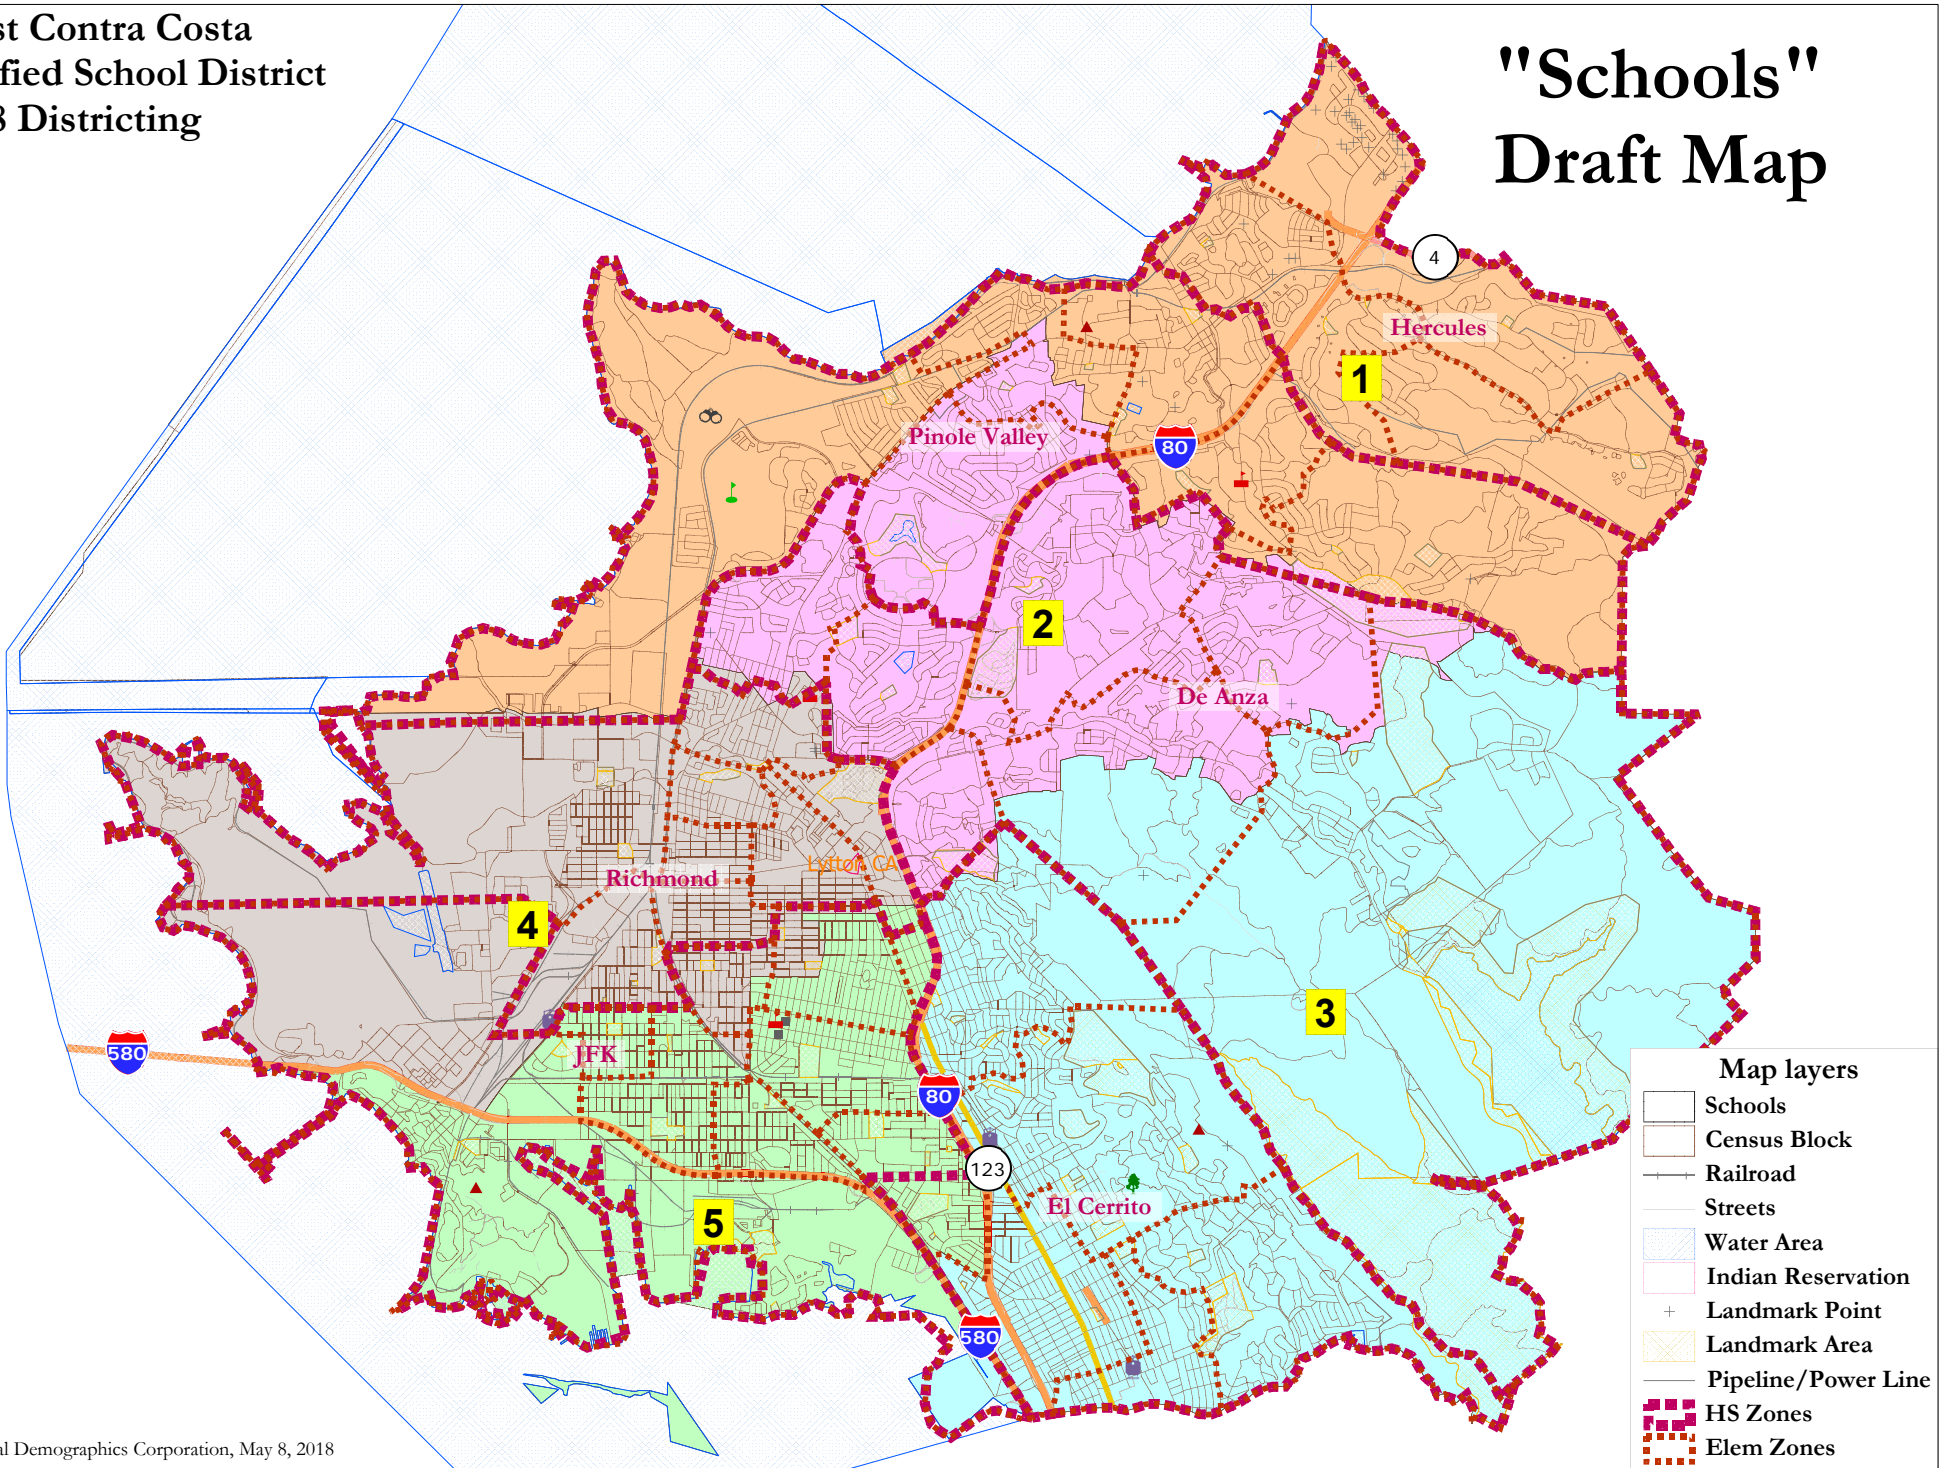 st Contra Costa
fied School District
8 Districting
"Schools"
Draft Map
4
Hercules
1
Pinole Valley
80
2
De Anza
Lytton CA
Richmond
4
3
580
JFK
80
123
El Cerrito
5
580
Map layers
Schools
Census Block
Railroad
Streets
Water Area
Indian Reservation
Landmark Point
Landmark Area
Pipeline/Power Line
HS Zones
Elem Zones
al Demographics Corporation, May 8, 2018